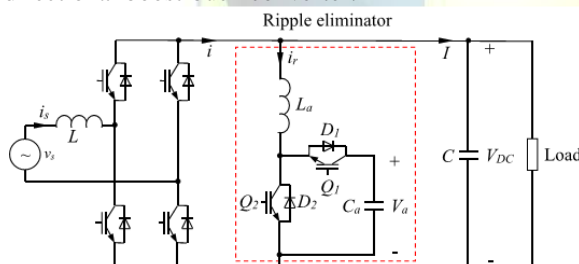 Ripple eliminator
i
i_r
I
+
L_a
D_1
i_s
L
+
C
V_DC
Load
~
v_s
Q_1
Q_2
D_2
C_a
V_a
-
-